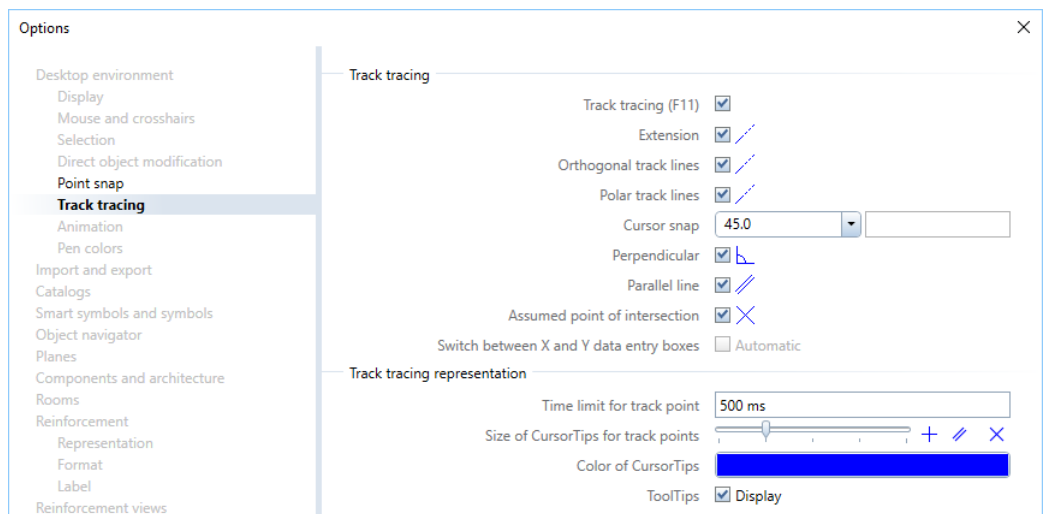 Options
Desktop environment
Display
Mouse and crosshairs
Selection
Direct object modification
Point snap
Track tracing
Animation
Pen colors
Import and export
Catalogs
Smart symbols and symbols
Object navigator
Planes
Components and architecture
Rooms
Reinforcement
Representation
Format
Label
Reinforcement views
Track tracing
Track tracing (F11)
Extension
Orthogonal track lines
Polar track lines
Cursor snap 45.0
Perpendicular
Parallel line
Assumed point of intersection
Switch between X and Y data entry boxes Automatic
Track tracing representation
Time limit for track point 500 ms
Size of CursorTips for track points
Color of CursorTips
ToolTips Display